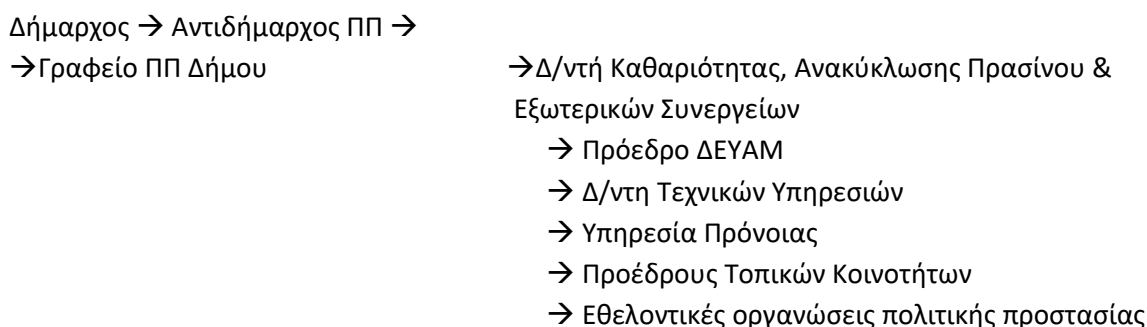 Δήμαρχος → Αντιδήμαρχος ΠΠ →
→Γραφείο ΠΠ Δήμου →Δ/ντή Καθαριότητας, Ανακύκλωσης Πρασίνου &
Εξωτερικών Συνεργείων
→ Πρόεδρο ΔΕΥΑΜ
→ Δ/ντη Τεχνικών Υπηρεσιών
→ Υπηρεσία Πρόνοιας
→ Προέδρους Τοπικών Κοινοτήτων
→ Εθελοντικές οργανώσεις πολιτικής προστασίας